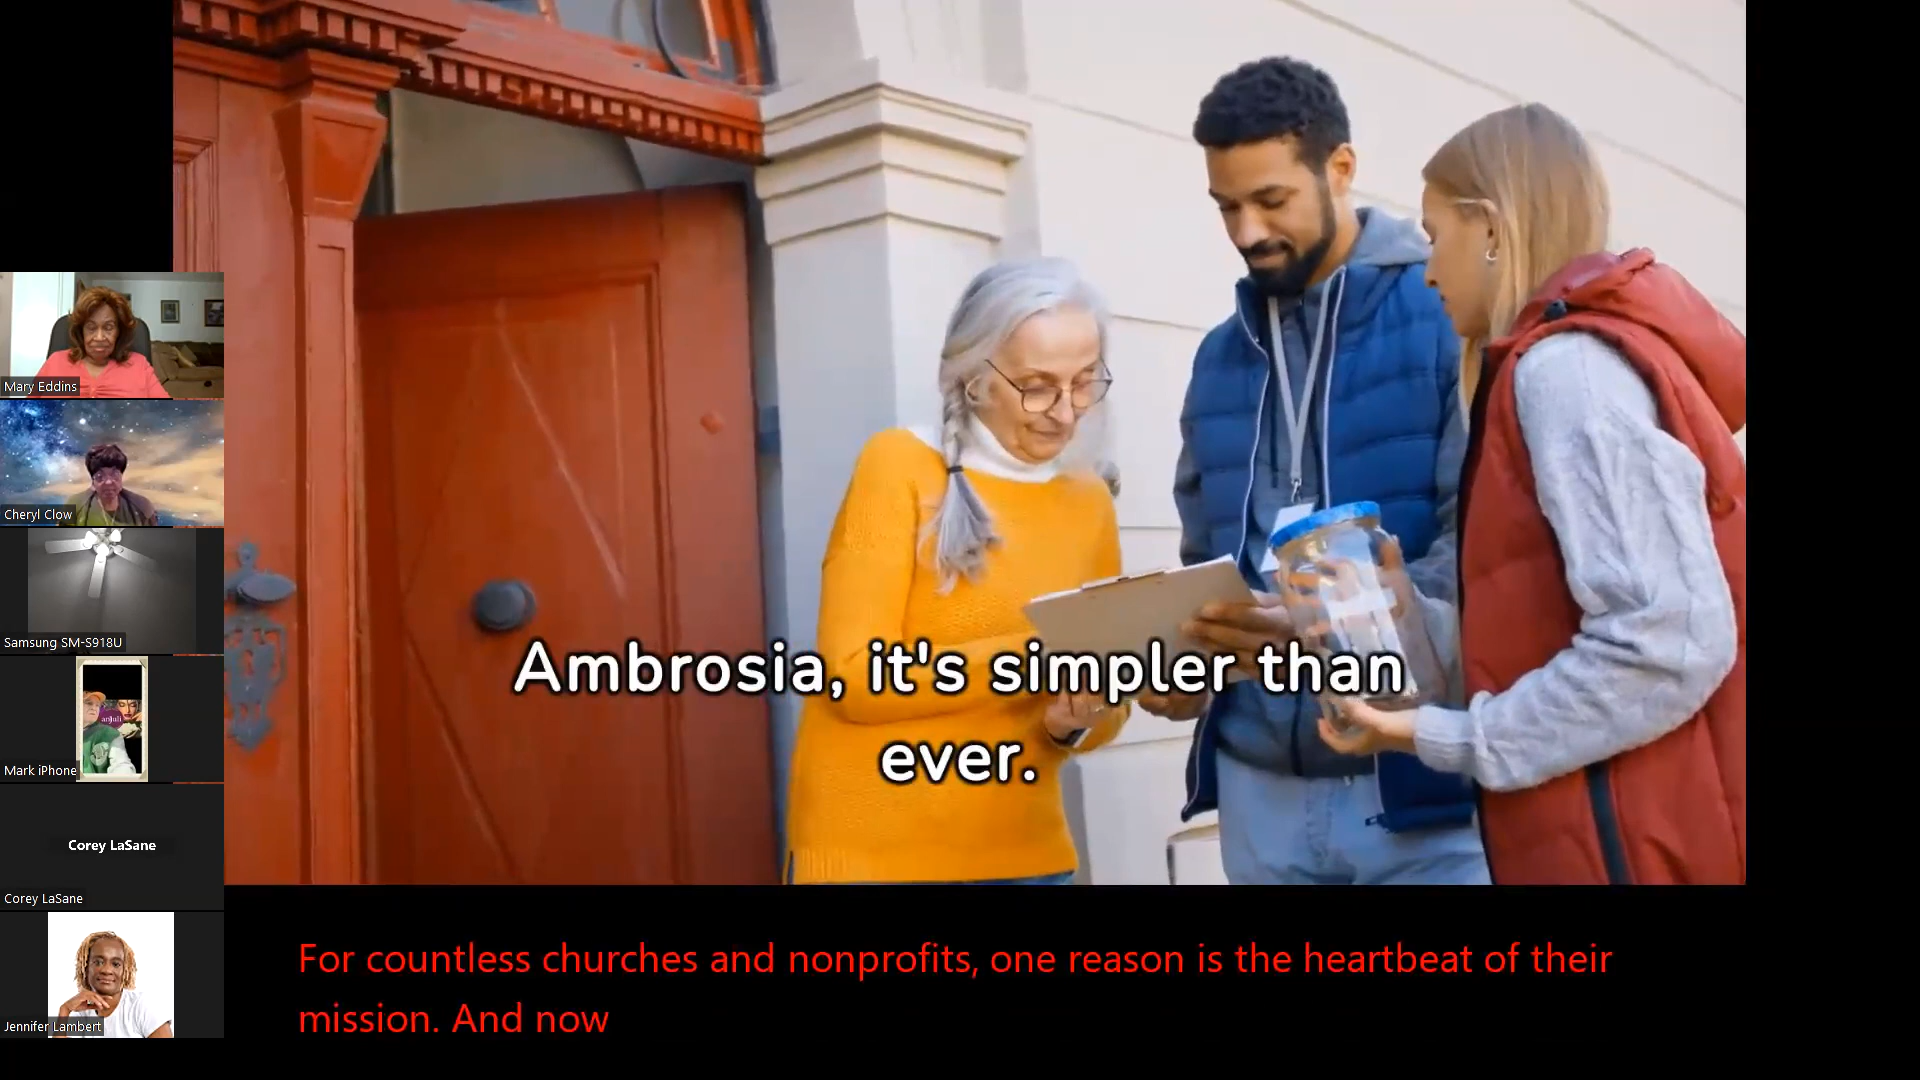 Mary Eddins
Cheryl Clow
Samsung SM-S918U
anJuli
Mark iPhone
Corey LaSane
Corey LaSane
Jennifer Lambert
Ambrosia, it's simpler than
ever.
For countless churches and nonprofits, one reason is the heartbeat of their
mission. And now